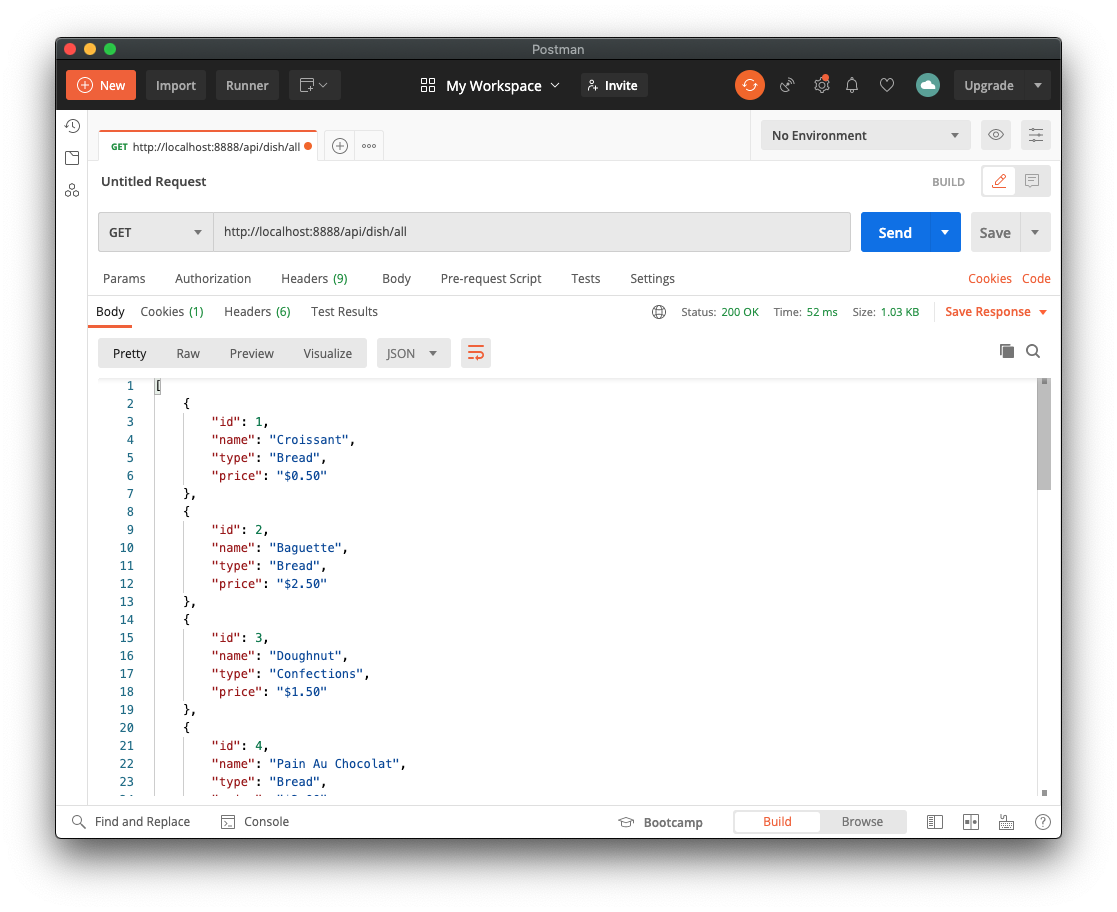 Postman
New Import Runner My Workspace Invite Upgrade
GET http://localhost:8888/api/dish/all No Environment
Untitled Request BUILD
GET http://localhost:8888/api/dish/all Send Save
Params Authorization Headers (9) Body Pre-request Script Tests Settings Cookies Code
Body Cookies (1) Headers (6) Test Results Status: 200 OK Time: 52 ms Size: 1.03 KB Save Response
Pretty Raw Preview Visualize JSON
1 [
2 {
3 "id": 1,
4 "name": "Croissant",
5 "type": "Bread",
6 "price": "$0.50"
7 },
8 {
9 "id": 2,
10 "name": "Baguette",
11 "type": "Bread",
12 "price": "$2.50"
13 },
14 {
15 "id": 3,
16 "name": "Doughnut",
17 "type": "Confections",
18 "price": "$1.50"
19 },
20 {
21 "id": 4,
22 "name": "Pain Au Chocolat",
23 "type": "Bread",
Find and Replace Console Bootcamp Build Browse